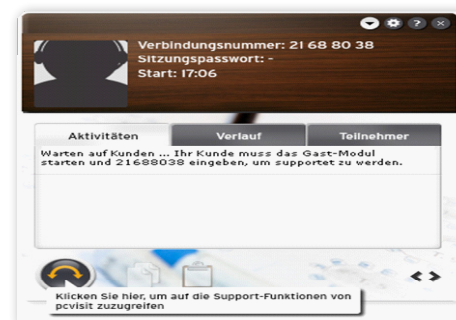 Verbindungsnummer: 21 68 80 38
Sitzungspasswort: -
Start: 17:06
Aktivitäten
Verlauf
Teilnehmer
Warten auf Kunden ... Ihr Kunde muss das Gast-Modul
starten und 21688038 eingeben, um supportet zu werden.
Klicken Sie hier, um auf die Support-Funktionen von
pcvisit zuzugreifen